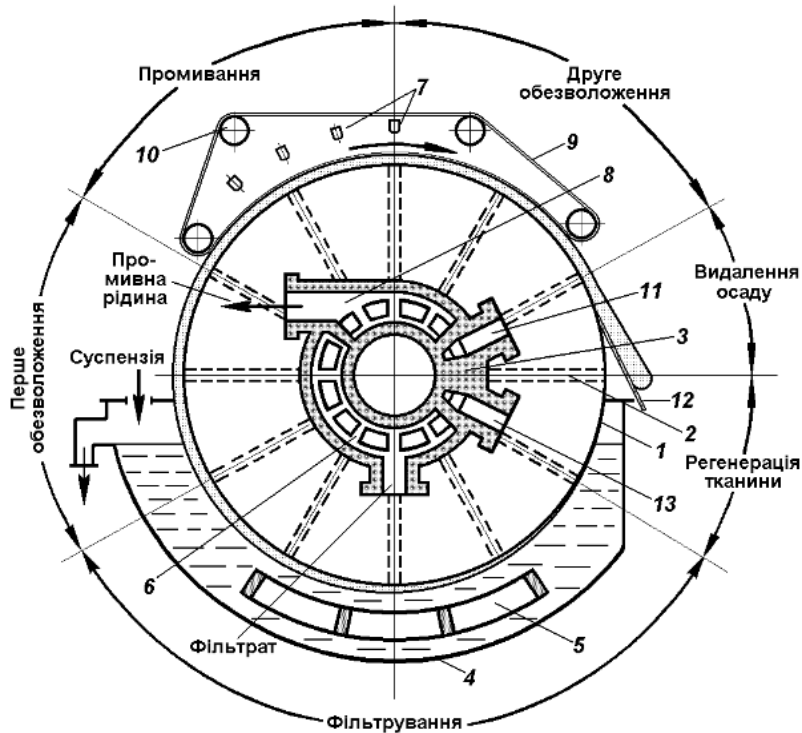 Промивання
Друге
обезволоження
7
10
9
8
Про-
мивна
рідина
11
Видалення
осаду
3
Суспензія
Перше
обезволоження
12
2
1
Регенерація
тканини
13
6
Фільтрат
5
4
Фільтрування